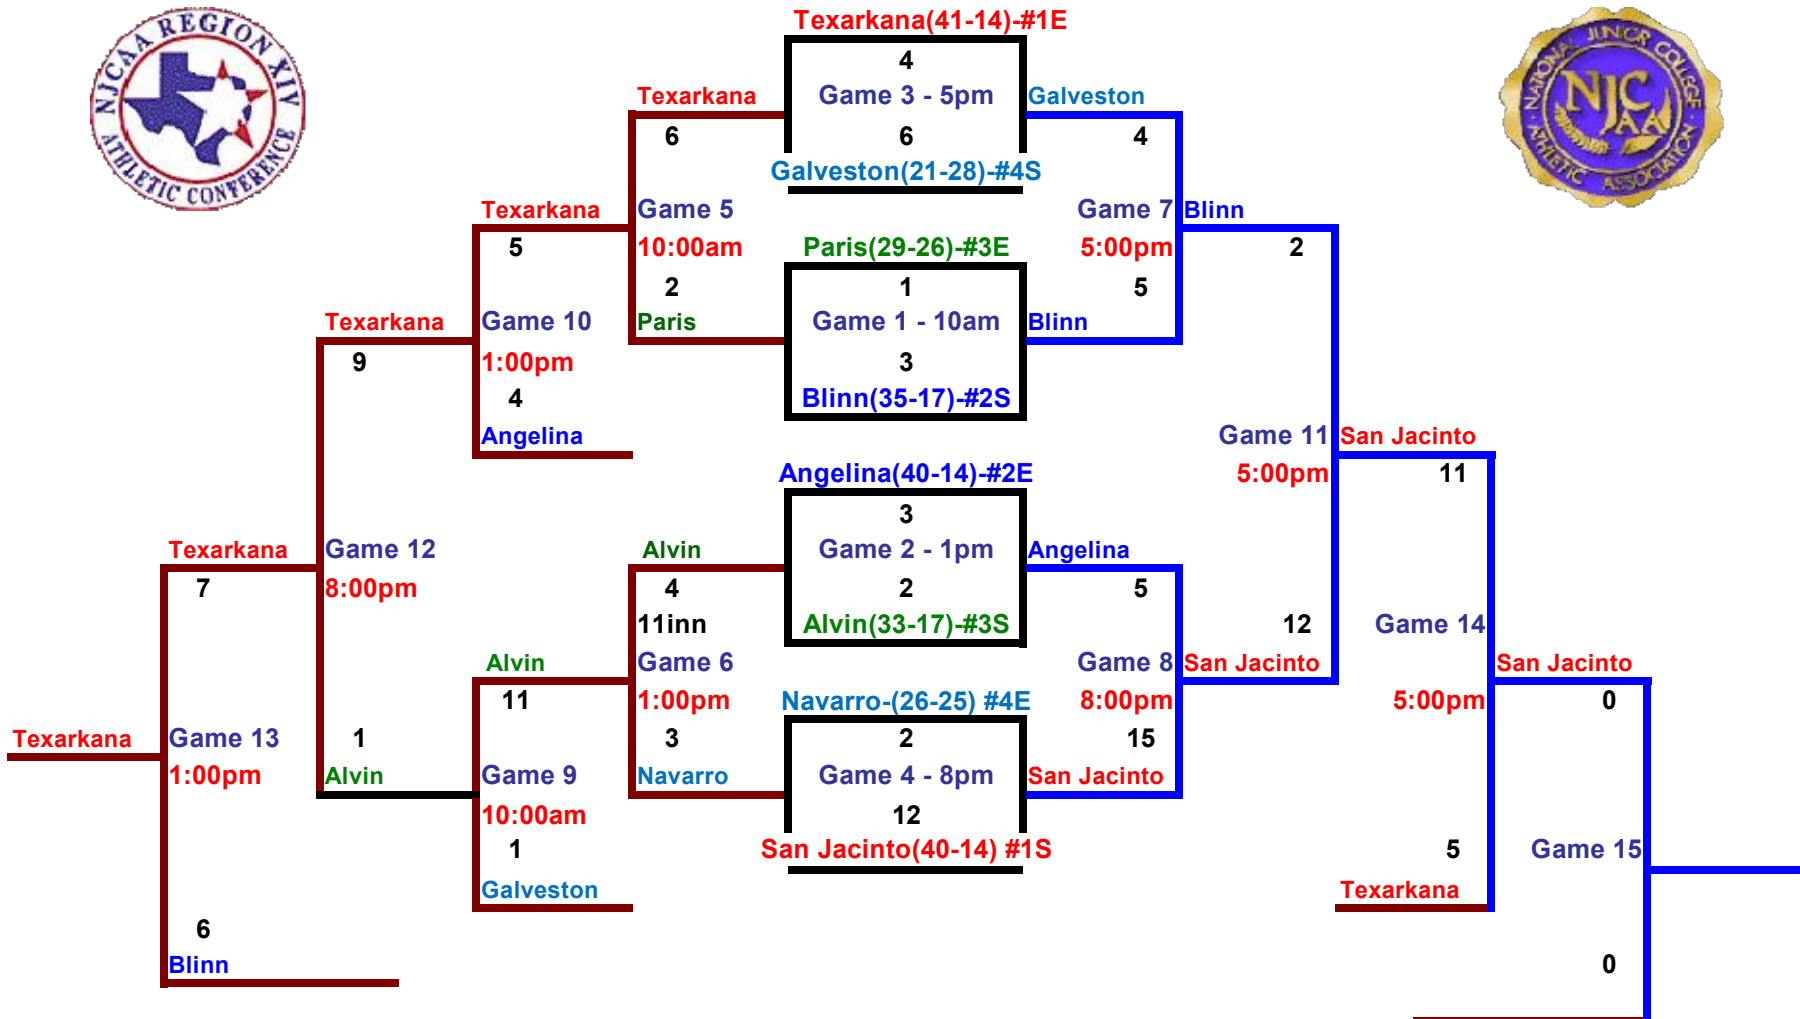 Texarkana(41-14)-#1E
NJCAA REGION XIV
ATHLETIC CONFERENCE
NATIONAL JUNIOR COLLEGE
NJC
AA
ATHLETIC ASSOCIATION
4
Texarkana
Game 3 - 5pm
Galveston
6
6
4
Galveston(21-28)-#4S
Texarkana
Game 5
Game 7
Blinn
5
10:00am
Paris(29-26)-#3E
5:00pm
2
2
1
5
Texarkana
Game 10
Paris
Game 1 - 10am
Blinn
9
1:00pm
3
4
Blinn(35-17)-#2S
Angelina
Game 11
San Jacinto
Angelina(40-14)-#2E
5:00pm
11
3
Texarkana
Game 12
Alvin
Game 2 - 1pm
Angelina
7
8:00pm
4
2
5
11inn
Alvin(33-17)-#3S
12
Game 14
Alvin
Game 6
Game 8
San Jacinto
San Jacinto
11
1:00pm
Navarro-(26-25) #4E
8:00pm
5:00pm
0
Texarkana
Game 13
1
3
2
15
1:00pm
Alvin
Game 9
Navarro
Game 4 - 8pm
San Jacinto
10:00am
12
1
San Jacinto(40-14) #1S
5
Game 15
Galveston
Texarkana
6
Blinn
0